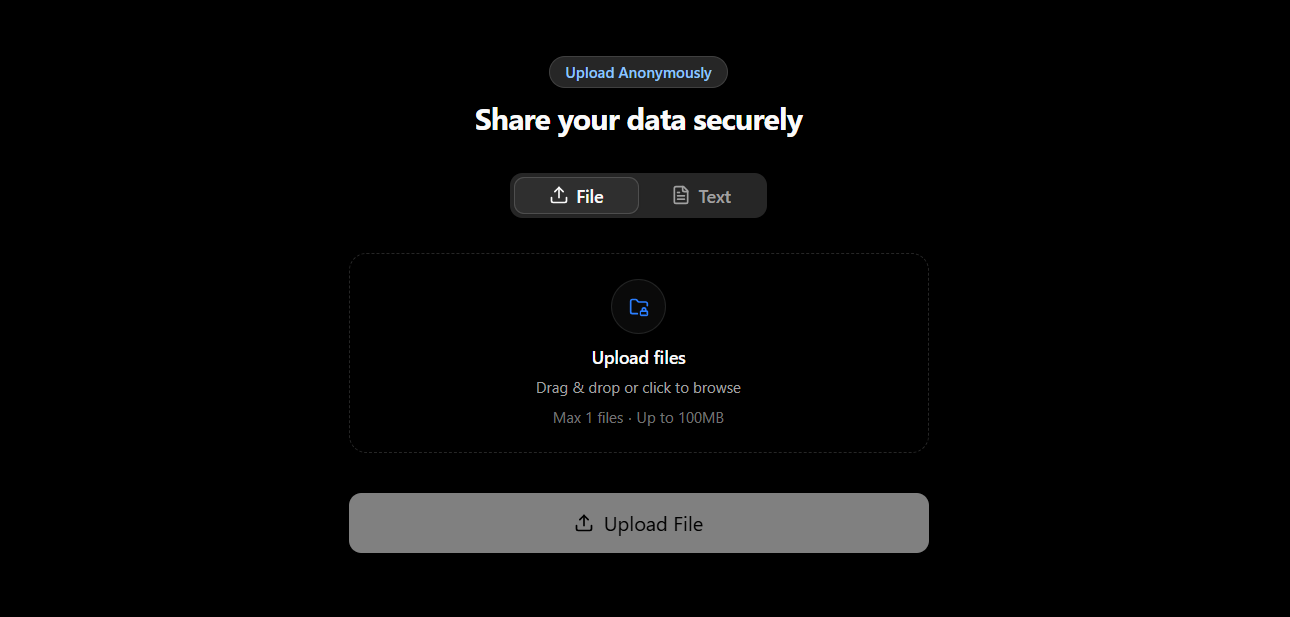 Upload Anonymously
Share your data securely
File
Text
Upload files
Drag & drop or click to browse
Max 1 files · Up to 100MB
Upload File